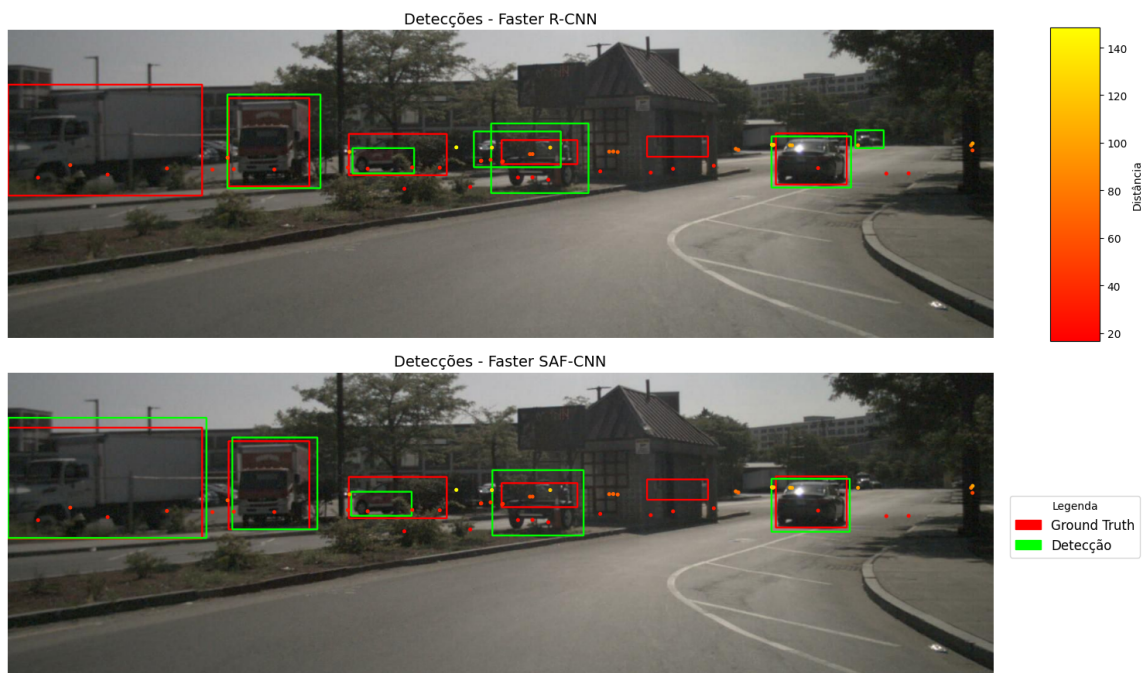 Detecções - Faster R-CNN
140
120
100
80
60
40
20
Distância
Detecções - Faster SAF-CNN
Legenda
Ground Truth
Detecção